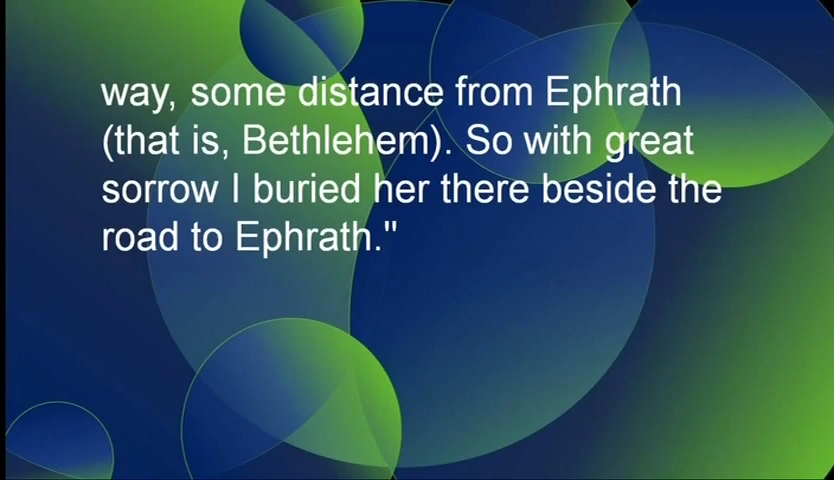 way, some distance from Ephrath
(that is, Bethlehem). So with great
sorrow I buried her there beside the
road to Ephrath."